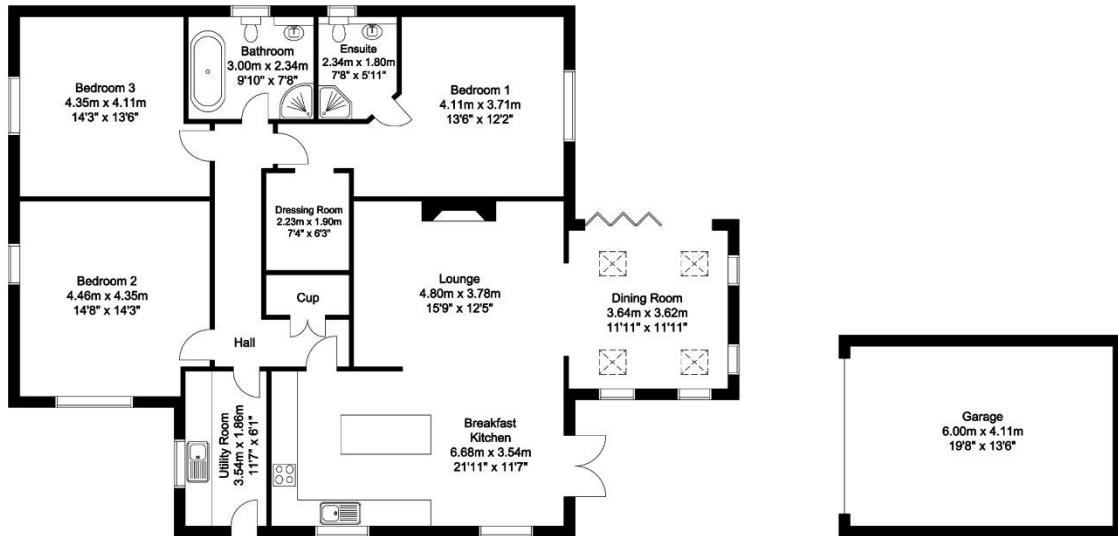 Bathroom
3.00m x 2.34m
9'10" x 7'8"
Ensuite
2.34m x 1.80m
7'8" x 5'11"
Bedroom 3
4.35m x 4.11m
14'3" x 13'6"
Bedroom 1
4.11m x 3.71m
13'6" x 12'2"
Dressing Room
2.23m x 1.90m
7'4" x 6'3"
Bedroom 2
4.46m x 4.35m
14'8" x 14'3"
Cup
Lounge
4.80m x 3.78m
15'9" x 12'5"
Dining Room
3.64m x 3.62m
11'11" x 11'11"
Hall
Utility Room
3.54m x 1.86m
11'7" x 6'1"
Breakfast
Kitchen
6.68m x 3.54m
21'11" x 11'7"
Garage
6.00m x 4.11m
19'8" x 13'6"